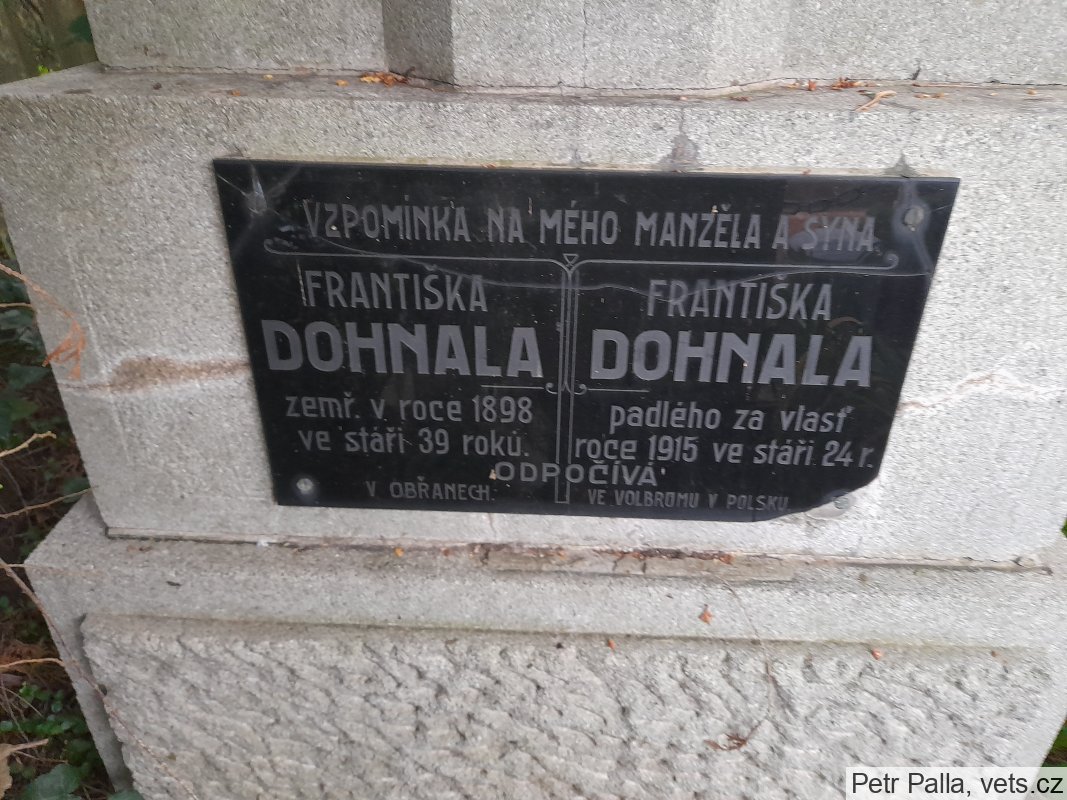 VZPOMÍNKA NA MÉHO MANŽELA A SYNA
FRANTIŠKA
DOHNALA
zemř. v roce 1898
ve stáří 39 roků.
FRANTIŠKA
DOHNALA
padlého za vlasť
roce 1915 ve stáří 24 r.
ODPOČÍVÁ
V OBŘANECH.
VE VOLBROMU V POLSKU
Petr Palla, vets.cz